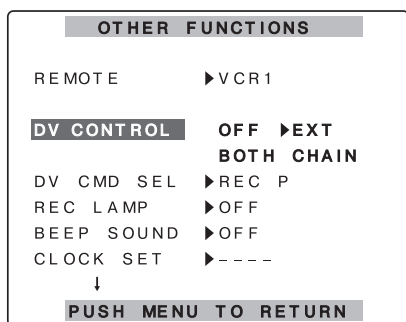 OTHER FUNCTIONS
REMOTE ▶VCR1
DV CONTROL OFF ▶EXT
BOTH CHAIN
DV CMD SEL ▶REC P
REC LAMP ▶OFF
BEEP SOUND ▶OFF
CLOCK SET ▶----
↓
PUSH MENU TO RETURN